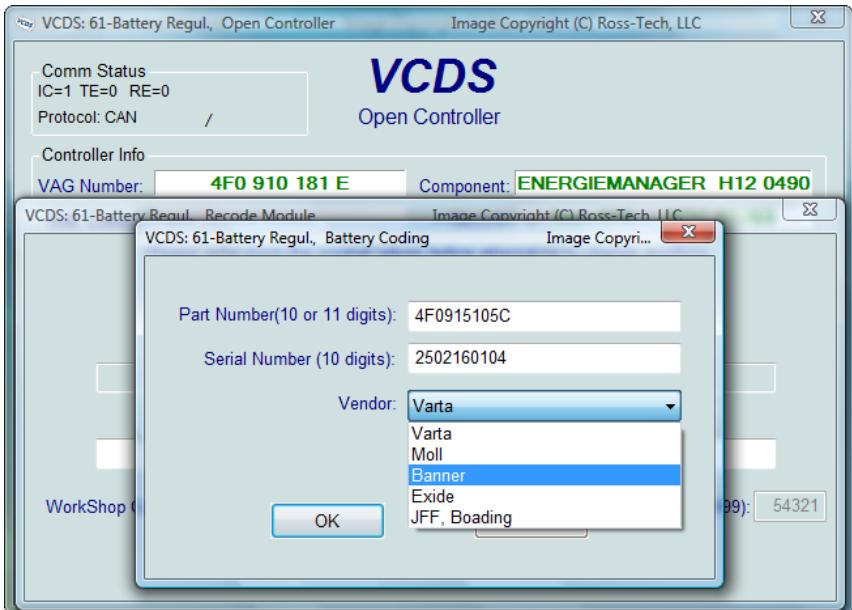 VCDS: 61-Battery Regul., Open Controller Image Copyright (C) Ross-Tech, LLC
Comm Status
IC=1 TE=0 RE=0
Protocol: CAN /
VCDS
Open Controller
Controller Info
VAG Number: 4F0 910 181 E Component: ENERGIEMANAGER H12 0490
VCDS: 61-Battery Regul., Recode Module Image Copyright (C) Ross-Tech, LLC
VCDS: 61-Battery Regul., Battery Coding Image Copyri...
Part Number(10 or 11 digits): 4F0915105C
Serial Number (10 digits): 2502160104
Vendor: Varta
Varta
Moll
Banner
Exide
JFF, Boading
WorkShop 99): 54321
OK